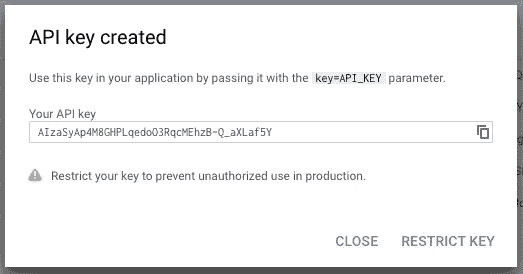 API key created
Use this key in your application by passing it with the key=API_KEY parameter.
Your API key
AIzaSyAp4M8GHPLqedoO3RqcMEhzB-Q_aXLaf5Y
Restrict your key to prevent unauthorized use in production.
CLOSE RESTRICT KEY